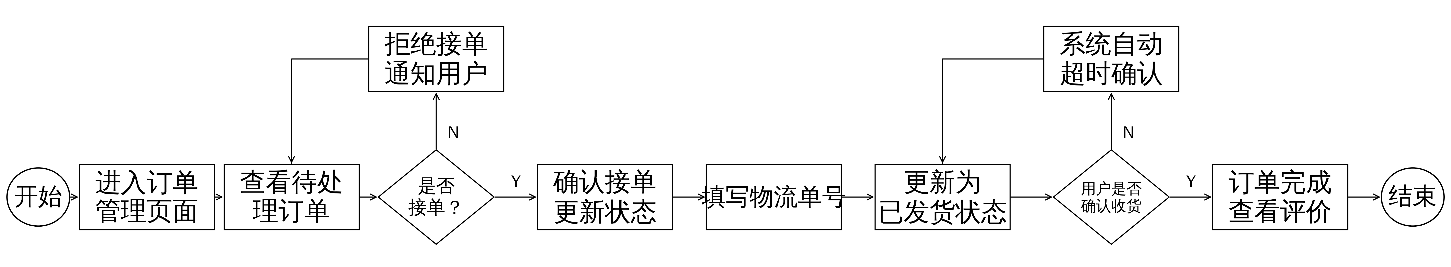 拒绝接单
通知用户
系统自动
超时确认
N
N
开始
进入订单
管理页面
查看待处
理订单
是否
接单？
Y
确认接单
更新状态
填写物流单号
更新为
已发货状态
用户是否
确认收货
Y
订单完成
查看评价
结束